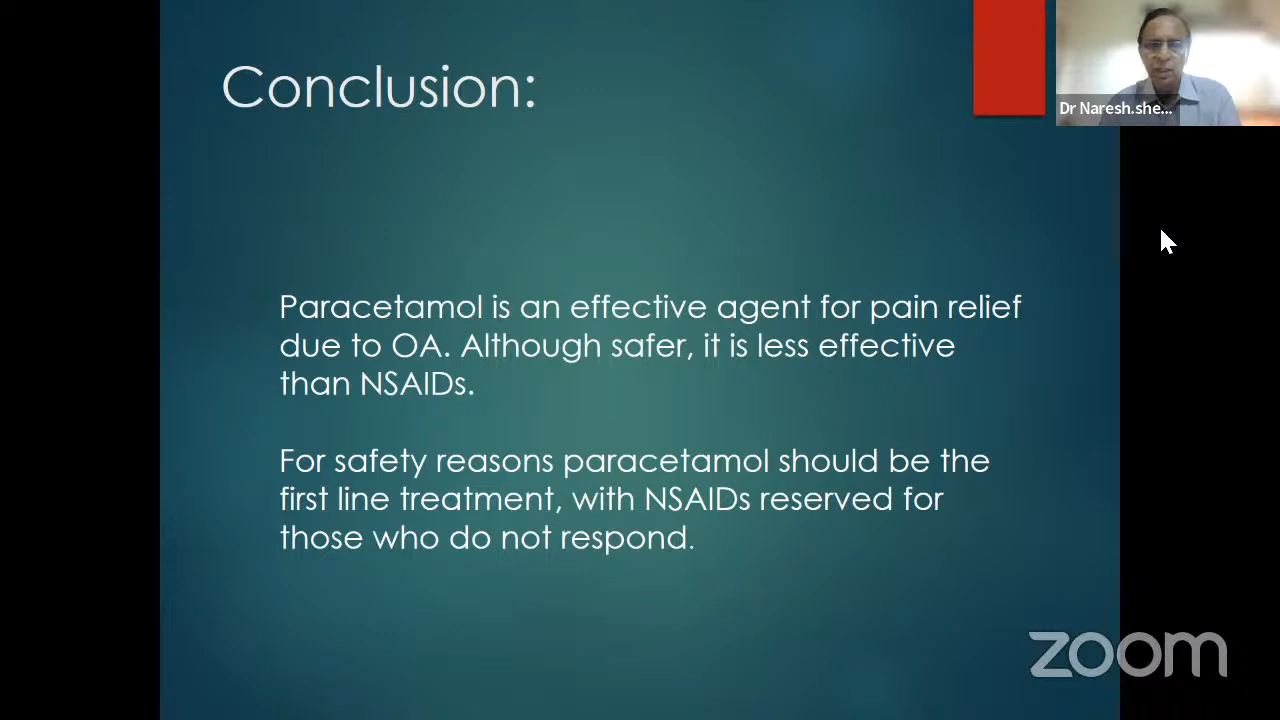 Conclusion:
Dr Naresh.she...
Paracetamol is an effective agent for pain relief
due to OA. Although safer, it is less effective
than NSAIDs.
For safety reasons paracetamol should be the
first line treatment, with NSAIDs reserved for
those who do not respond.
zoom